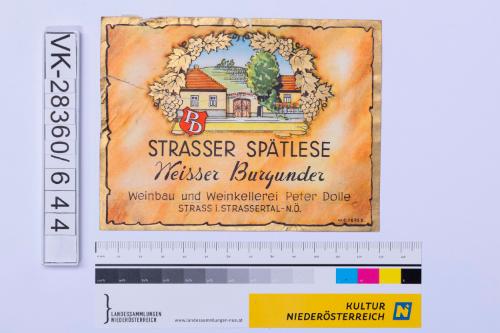 VK-28360/644
PD
STRASSER SPÄTLESE
Weisser Burgunder
Weinbau und Weinkellerei Peter Dolle
STRASS I. STRASSERTAL-N.Ö.
LANDESSAMMLUNGEN
NIEDERÖSTERREICH
www.landessammlungen-noe.at
KULTUR
NIEDERÖSTERREICH
N